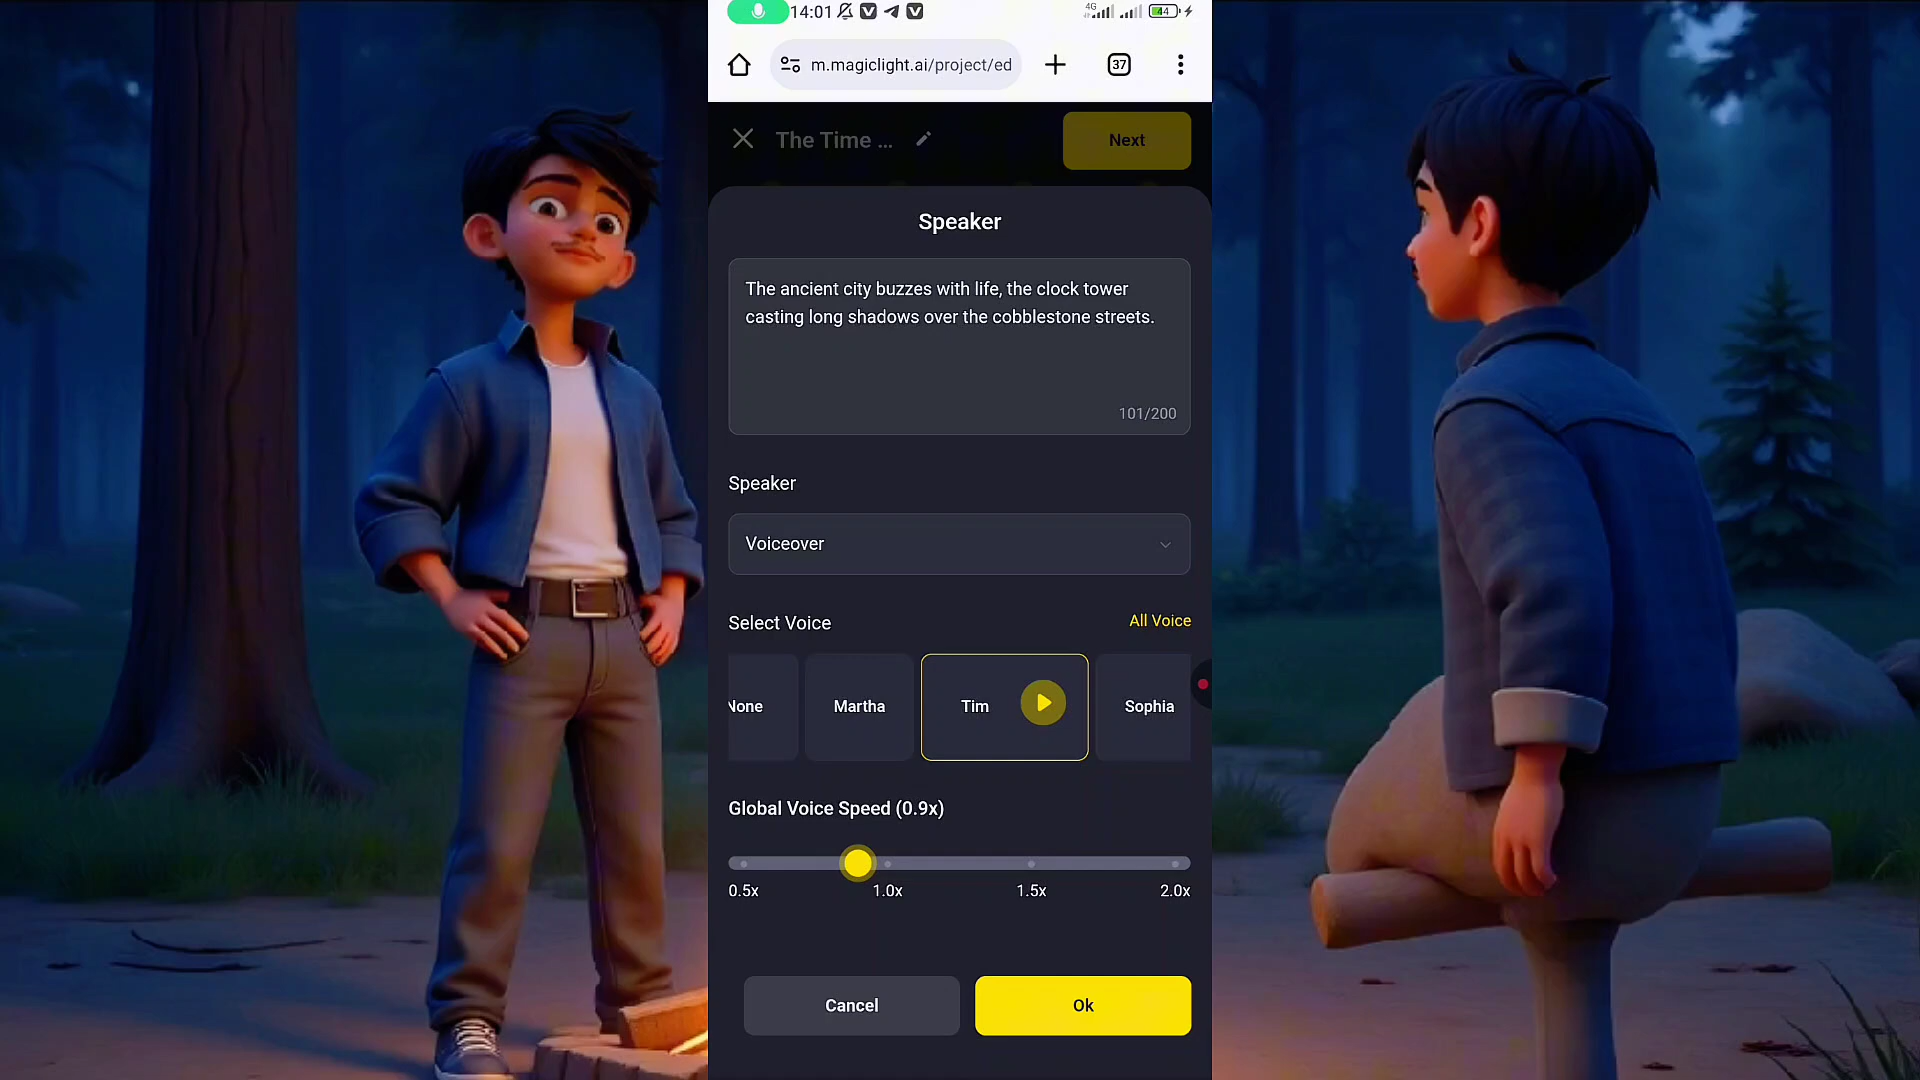 14:01
4G
44
m.magiclight.ai/project/ed
37
The Time ...
Next
Speaker
The ancient city buzzes with life, the clock tower
casting long shadows over the cobblestone streets.
101/200
Speaker
Voiceover
Select Voice
All Voice
None
Martha
Tim
Sophia
Global Voice Speed (0.9x)
0.5x
1.0x
1.5x
2.0x
Cancel
Ok